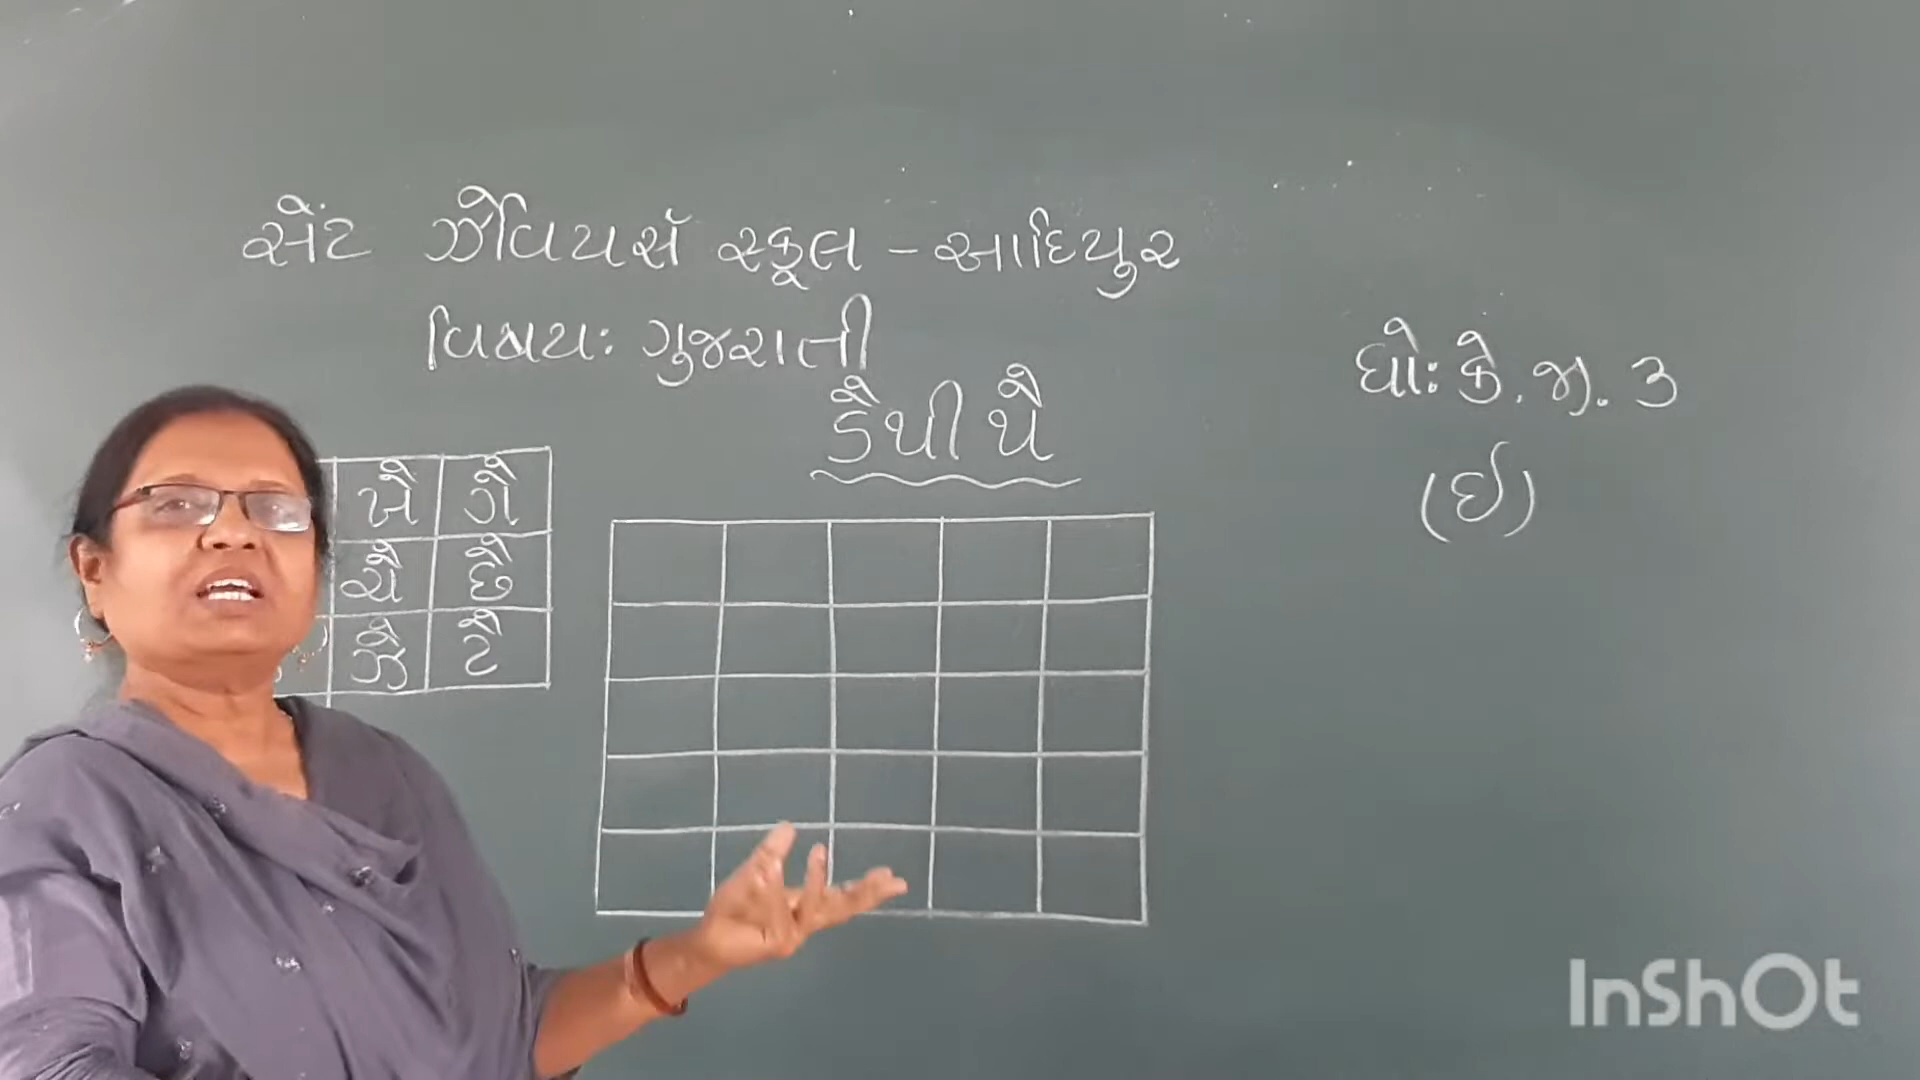 સેંટ ઝેવિયર્સ સ્કૂલ - આદિપુર
વિષય: ગુજરાતી
ધો: કે.જી. ૩
(ઈ)
કૈ થી યૈ
ખૈ ગૈ
ચૈ છૈ
ઝૈ ટૈ
InShOt